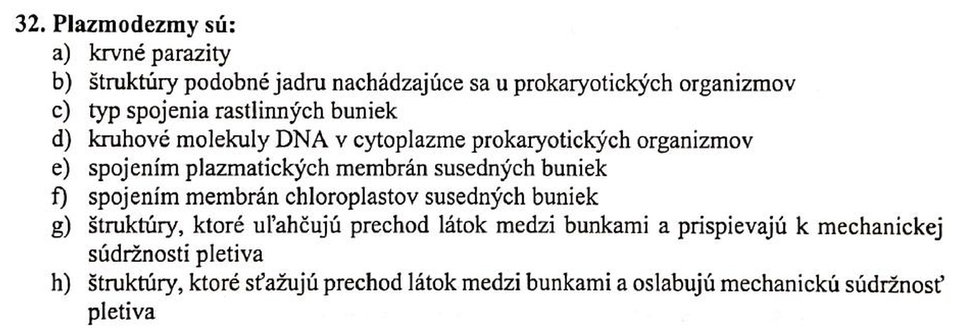 32. Plazmodezmy sú:
a) krvné parazity
b) štruktúry podobné jadru nachádzajúce sa u prokaryotických organizmov
c) typ spojenia rastlinných buniek
d) kruhové molekuly DNA v cytoplazme prokaryotických organizmov
e) spojením plazmatických membrán susedných buniek
f) spojením membrán chloroplastov susedných buniek
g) štruktúry, ktoré uľahčujú prechod látok medzi bunkami a prispievajú k mechanickej
súdržnosti pletiva
h) štruktúry, ktoré sťažujú prechod látok medzi bunkami a oslabujú mechanickú súdržnosť
pletiva